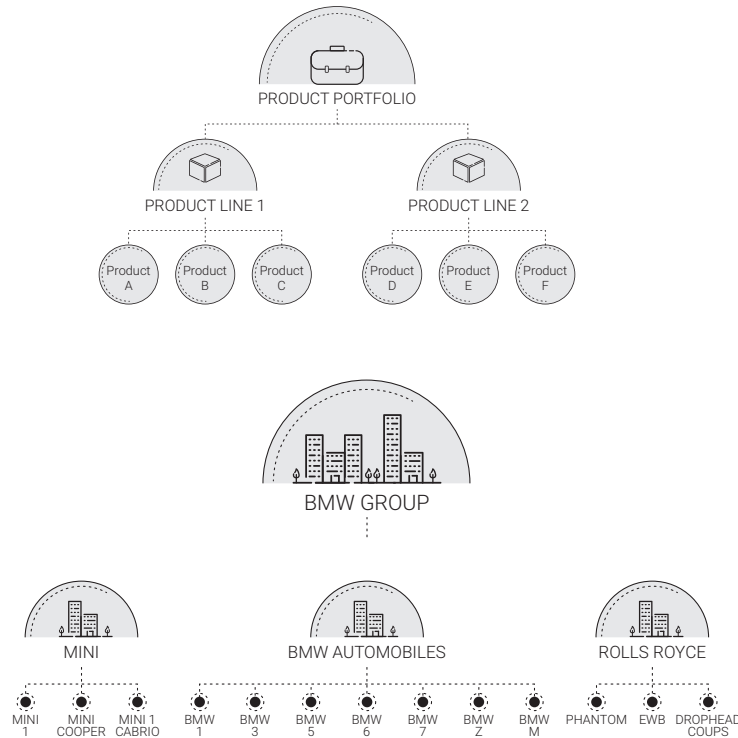 PRODUCT PORTFOLIO
PRODUCT LINE 1
PRODUCT LINE 2
Product
A
Product
B
Product
C
Product
D
Product
E
Product
F
BMW GROUP
MINI
BMW AUTOMOBILES
ROLLS ROYCE
MINI
1
MINI
COOPER
MINI 1
CABRIO
BMW
1
BMW
3
BMW
5
BMW
6
BMW
7
BMW
Z
BMW
M
PHANTOM
EWB
DROPHEAD
COUPS